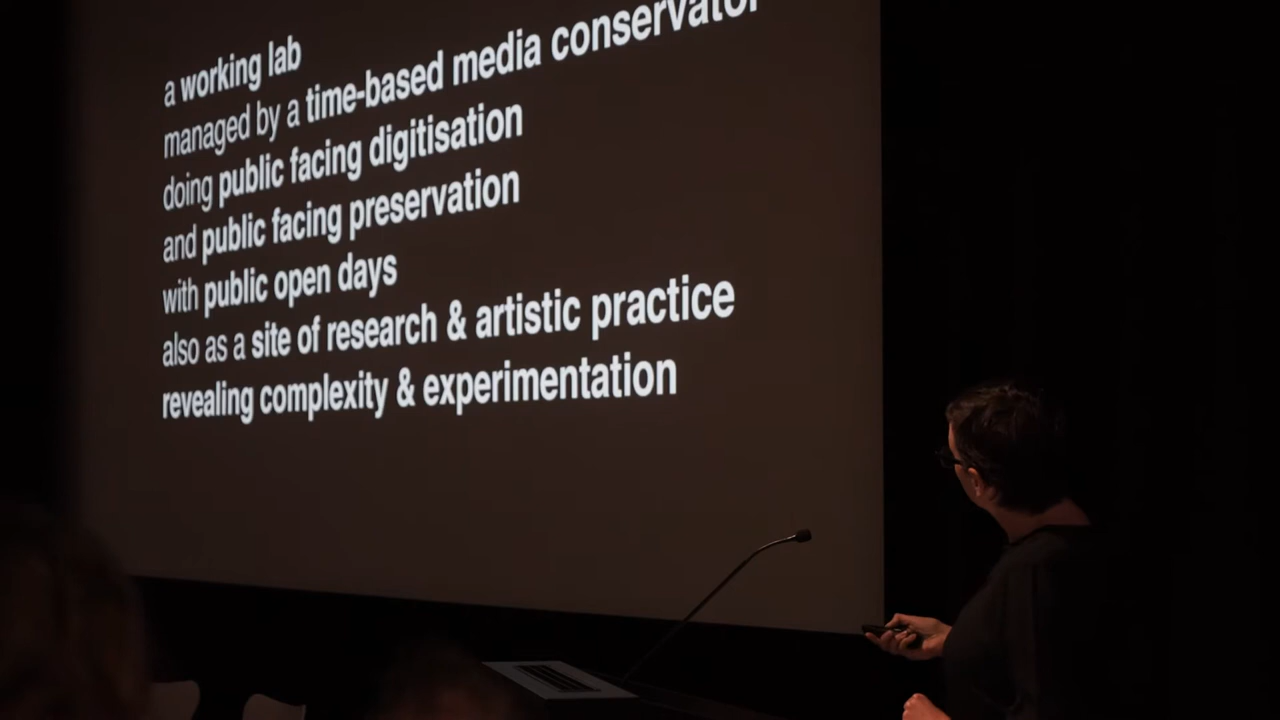 a working lab
managed by a time-based media conservator
doing public facing digitisation
and public facing preservation
with public open days
also as a site of research & artistic practice
revealing complexity & experimentation